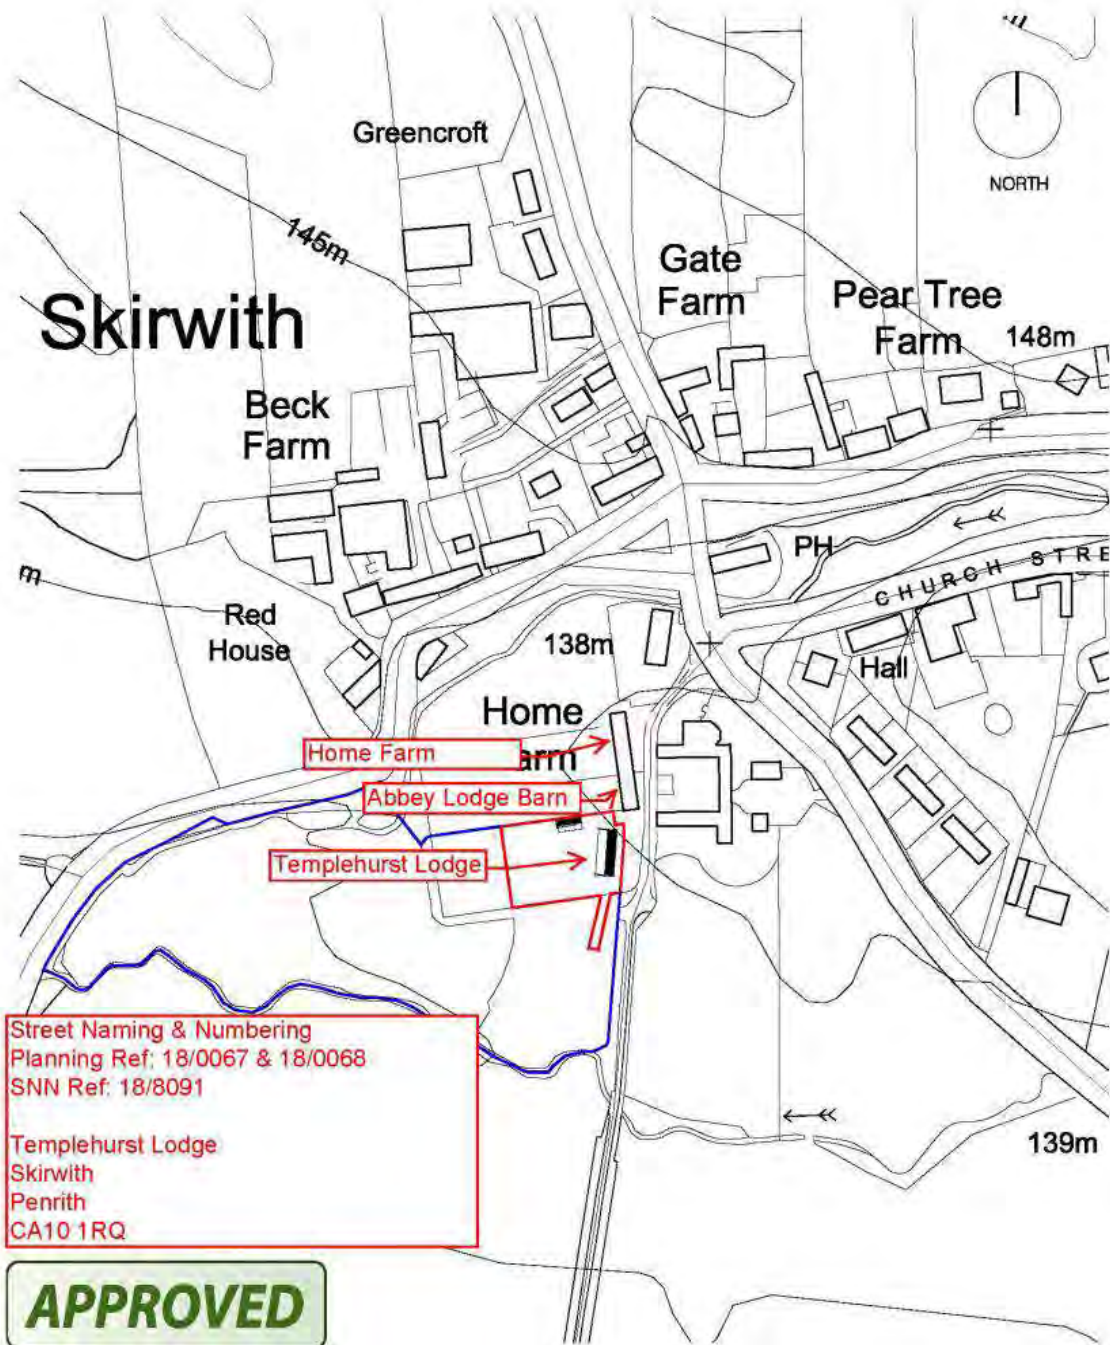 NORTH
Greencroft
145m
Gate
Farm
Pear Tree
Farm
148m
Skirwith
Beck
Farm
PH
CHURCH STRE
m
Red
House
138m
Hall
Home
arm
Home Farm
Abbey Lodge Barn
Templehurst Lodge
Street Naming & Numbering
Planning Ref: 18/0067 & 18/0068
SNN Ref: 18/8091
Templehurst Lodge
Skirwith
Penrith
CA10 1RQ
139m
APPROVED